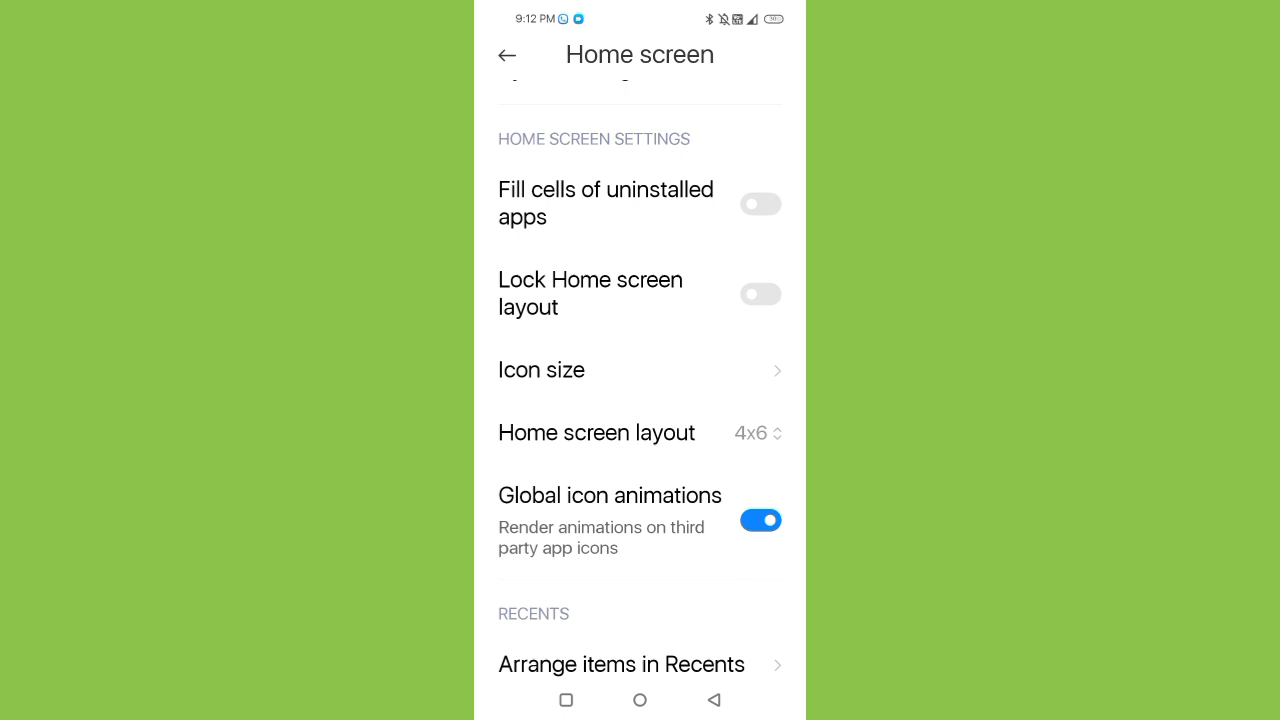 9:12 PM
30
Home screen
HOME SCREEN SETTINGS
Fill cells of uninstalled
apps
Lock Home screen
layout
Icon size
Home screen layout 4x6
Global icon animations
Render animations on third
party app icons
RECENTS
Arrange items in Recents